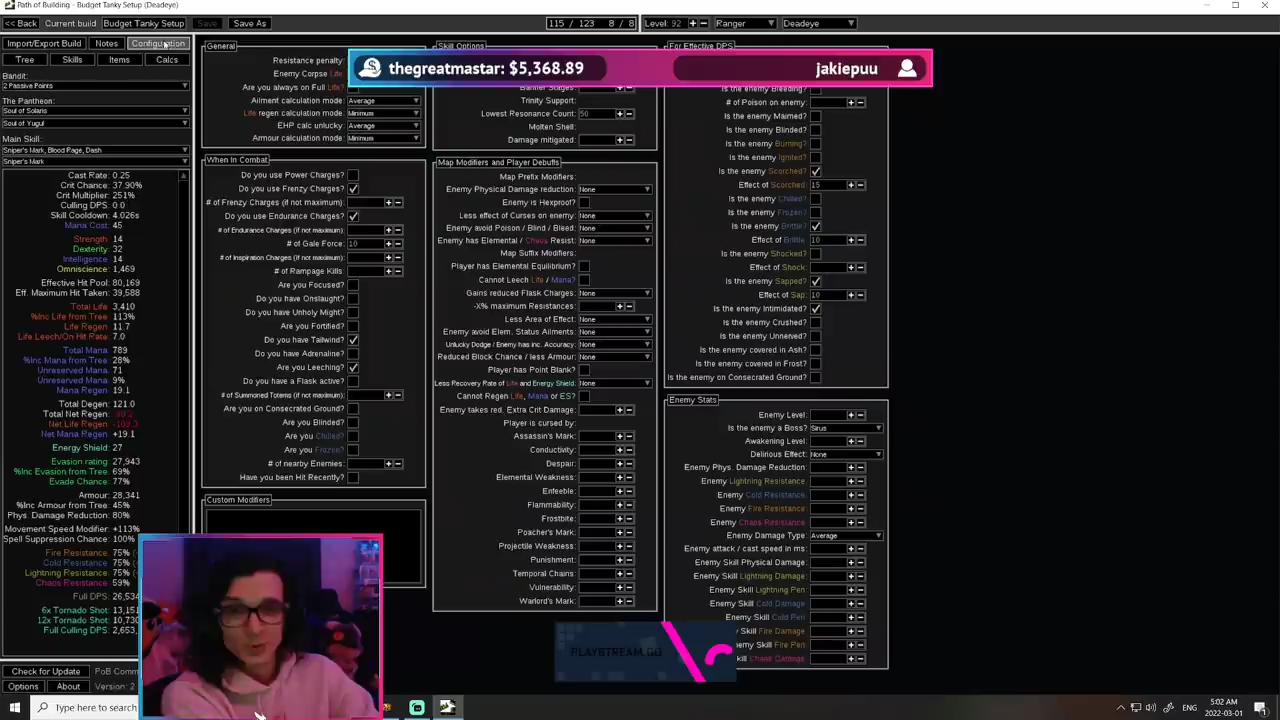 Path of Building - Budget Tanky Setup (Deadeye)
<< Back
Current build:
Budget Tanky Setup
Save
Save As
115 / 123 8 / 8
Level: 92
Ranger
Deadeye
Import/Export Build
Notes
Configuration
Tree
Skills
Items
Calcs
Bandit:
2 Passive Points
The Pantheon:
Soul of Solaris
Soul of Yugul
Main Skill:
Sniper's Mark, Blood Rage, Dash
Sniper's Mark
Cast Rate: 0.25
Crit Chance: 37.90%
Crit Multiplier: 251%
Culling DPS: 0.0
Skill Cooldown: 4.026s
Mana Cost: 45
Strength: 14
Dexterity: 32
Intelligence: 14
Omniscience: 1,469
Effective Hit Pool: 80,169
Eff. Maximum Hit Taken: 39,588
Total Life: 3,410
%Inc Life from Tree: 113%
Life Regen: 11.7
Life Leech/On Hit Rate: 7.0
Total Mana: 789
%Inc Mana from Tree: 28%
Unreserved Mana: 71
Unreserved Mana: 9%
Mana Regen: 19.1
Total Degen: 121.0
Total Net Regen:
Net Life Regen:
Net Mana Regen: +19.1
Energy Shield: 27
Evasion rating: 27,943
%Inc Evasion from Tree: 69%
Evade Chance: 77%
Armour: 28,341
%Inc Armour from Tree: 45%
Phys. Damage Reduction: 80%
Movement Speed Modifier: +113%
Spell Suppression Chance: 100%
Fire Resistance: 75%
Cold Resistance: 75%
Lightning Resistance: 75%
Chaos Resistance: 59%
Full DPS: 26,534
6x Tornado Shot: 13,151
12x Tornado Shot: 10,730
Full Culling DPS: 2,653,
Check for Update
PoB Comm
Options
About
Version: 2
General
Resistance penalty:
Enemy Corpse Life
Are you always on Full Life?
Ailment calculation mode: Average
Life regen calculation mode: Minimum
EHP calc unlucky: Average
Armour calculation mode: Minimum
When In Combat
Do you use Power Charges?
Do you use Frenzy Charges?
# of Frenzy Charges (if not maximum):
Do you use Endurance Charges?
# of Endurance Charges (if not maximum):
# of Gale Force: 10
# of Inspiration Charges (if not maximum):
# of Rampage Kills:
Are you Focused?
Do you have Onslaught?
Do you have Unholy Might?
Are you Fortified?
Do you have Tailwind?
Do you have Adrenaline?
Are you Leeching?
Do you have a Flask active?
# of Summoned Totems (if not maximum):
Are you on Consecrated Ground?
Are you Blinded?
Are you Chilled?
Are you Frozen?
# of nearby Enemies:
Have you been Hit Recently?
Custom Modifiers
Skill Options
Banner Stages:
Trinity Support:
Lowest Resonance Count: 50
Molten Shell:
Damage mitigated:
Map Modifiers and Player Debuffs
Map Prefix Modifiers:
Enemy Physical Damage reduction: None
Enemy is Hexproof?
Less effect of Curses on enemy: None
Enemy avoid Poison / Blind / Bleed: None
Enemy has Elemental / Chaos Resist: None
Map Suffix Modifiers:
Player has Elemental Equilibrium?
Cannot Leech Life / Mana?
Gains reduced Flask Charges: None
-X% maximum Resistances:
Less Area of Effect: None
Enemy avoid Elem. Status Ailments: None
Unlucky Dodge / Enemy has inc. Accuracy: None
Reduced Block Chance / less Armour: None
Player has Point Blank?
Less Recovery Rate of Life and Energy Shield: None
Cannot Regen Life, Mana or ES?
Enemy takes red. Extra Crit Damage:
Player is cursed by:
Assassin's Mark:
Conductivity:
Despair:
Elemental Weakness:
Enfeeble:
Flammability:
Frostbite:
Poacher's Mark:
Projectile Weakness:
Punishment:
Temporal Chains:
Vulnerability:
Warlord's Mark:
For Effective DPS
Is the enemy Bleeding?
# of Poison on enemy:
Is the enemy Maimed?
Is the enemy Blinded?
Is the enemy Burning?
Is the enemy Ignited?
Is the enemy Scorched?
Effect of Scorched: 15
Is the enemy Chilled?
Is the enemy Frozen?
Is the enemy Brittle?
Effect of Brittle: 10
Is the enemy Shocked?
Effect of Shock:
Is the enemy Sapped?
Effect of Sap: 10
Is the enemy Intimidated?
Is the enemy Crushed?
Is the enemy Unnerved?
Is the enemy covered in Ash?
Is the enemy covered in Frost?
Is the enemy on Consecrated Ground?
Enemy Stats
Enemy Level:
Is the enemy a Boss? Sirus
Awakening Level:
Delirious Effect: None
Enemy Phys. Damage Reduction:
Enemy Lightning Resistance:
Enemy Cold Resistance:
Enemy Fire Resistance:
Enemy Chaos Resistance:
Enemy Damage Type: Average
Enemy attack / cast speed in ms:
Enemy Skill Physical Damage:
Enemy Skill Lightning Damage:
Enemy Skill Lightning Pen:
Enemy Skill Cold Damage:
Enemy Skill Cold Pen:
Skill Fire Damage:
Skill Fire Pen:
Skill Chaos Damage:
thegreatmastar: $5,368.89
jakiepuu
PLAYSTREAM.GG
Type here to search
ENG
5:02 AM
2022-03-01